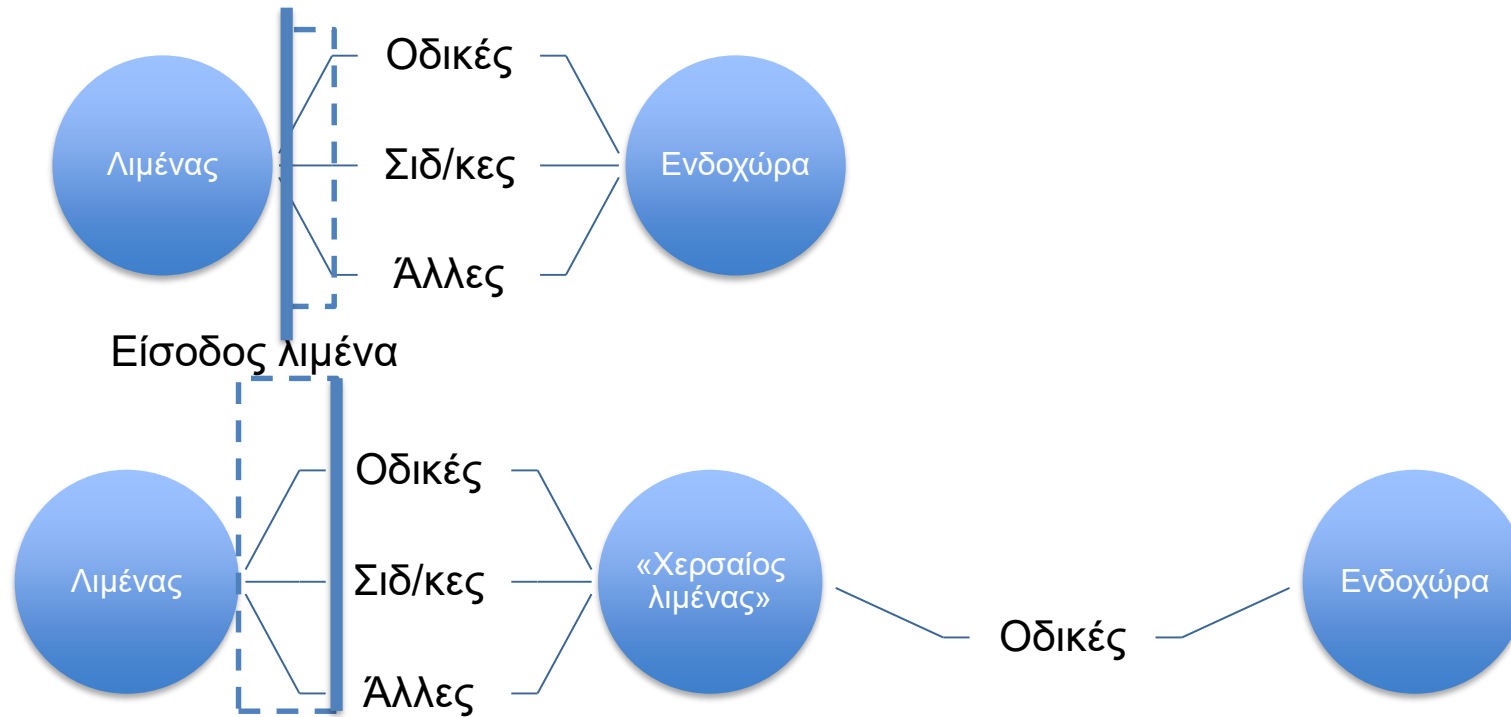 Οδικές
Λιμένας
Σιδ/κες
Ενδοχώρα
Άλλες
Είσοδος λιμένα
Οδικές
Λιμένας
Σιδ/κες
«Χερσαίος
λιμένας»
Ενδοχώρα
Οδικές
Άλλες